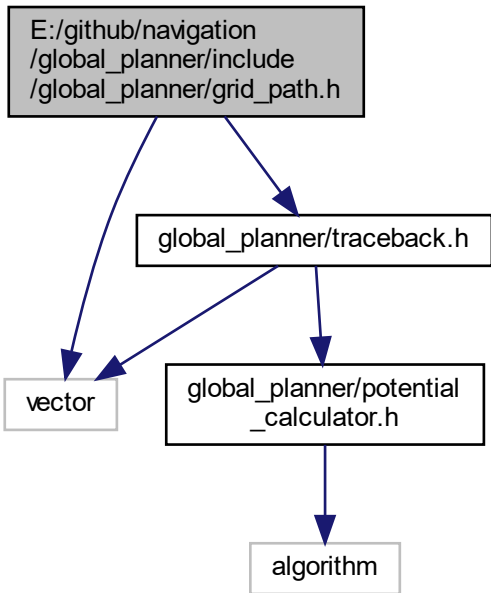 E:/github/navigation
/global_planner/include
/global_planner/grid_path.h
global_planner/traceback.h
vector
global_planner/potential
_calculator.h
algorithm